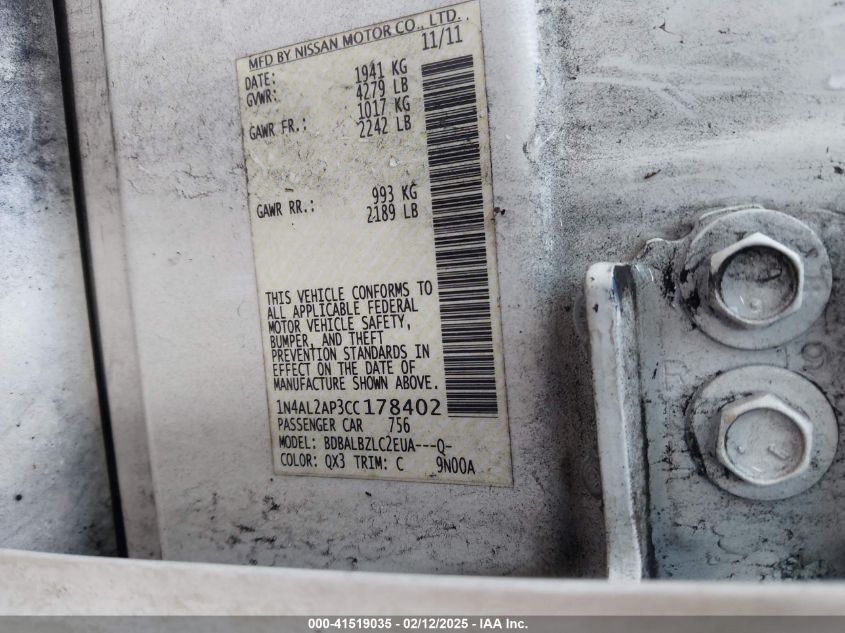 MFD BY NISSAN MOTOR CO., LTD.
DATE: 11/11
GVWR: 1941 KG
4279 LB
GAWR FR.: 1017 KG
2242 LB
GAWR RR.: 993 KG
2189 LB
THIS VEHICLE CONFORMS TO
ALL APPLICABLE FEDERAL
MOTOR VEHICLE SAFETY,
BUMPER, AND THEFT
PREVENTION STANDARDS IN
EFFECT ON THE DATE OF
MANUFACTURE SHOWN ABOVE.
1N4AL2AP3CC178402
PASSENGER CAR 756
MODEL: BDBALBZLC2EUA---Q-
COLOR: QX3 TRIM: C 9N00A
000-41519035 - 02/12/2025 - IAA Inc.